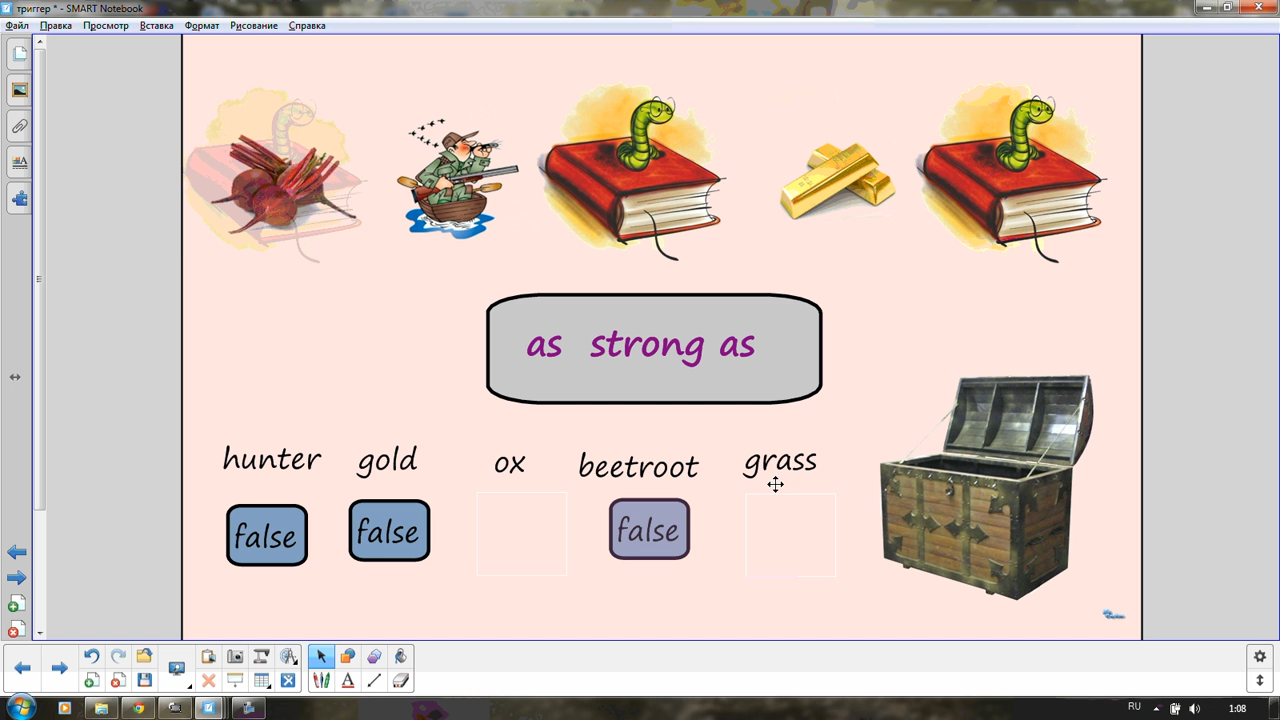 триггер * - SMART Notebook
Файл Правка Просмотр Вставка Формат Рисование Справка
as strong as
hunter gold ox beetroot grass
false false false
RU 1:08